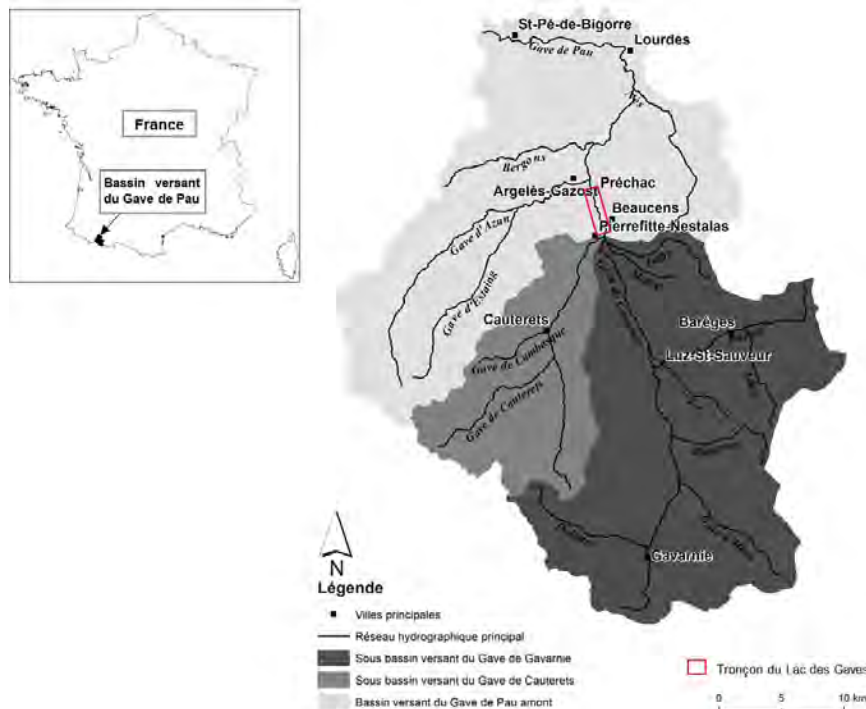 France
Bassin versant
du Gave de Pau
St-Pé-de-Bigorre
Lourdes
Gave de Pau
Bergons
Argelès-Gazost
Préchac
Beaucens
Pierrefitte-Nestalas
Gave d'Azun
Gave d'Estaing
Cauterets
Gave de Cambesque
Gave de Cauterets
Barèges
Luz-St-Sauveur
Gavarnie
N
Légende
Villes principales
Réseau hydrographique principal
Sous bassin versant du Gave de Gavarnie
Sous bassin versant du Gave de Cauterets
Bassin versant du Gave de Pau amont
Tronçon du Lac des Gaves
0 5 10 km